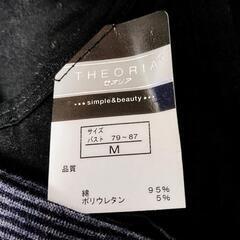 THEORIA
セオリア
simple&beauty
サイズ
バスト 79~87
M
品質
綿 95%
ポリウレタン 5%